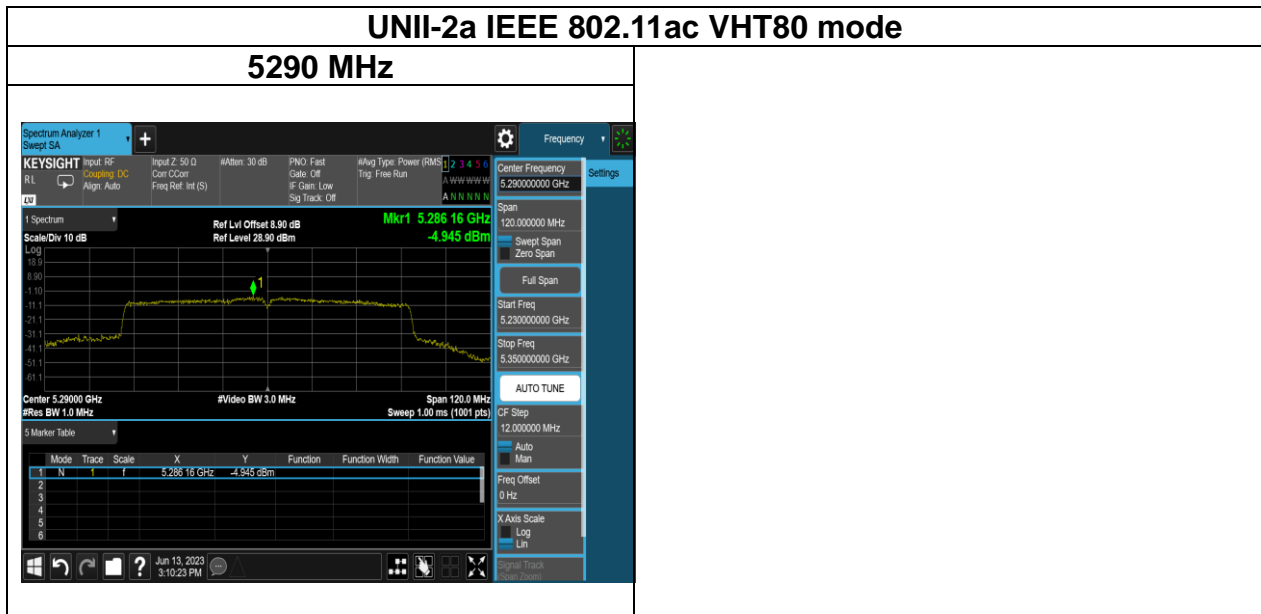 UNII-2a IEEE 802.11ac VHT80 mode
5290 MHz
Spectrum Analyzer 1
Swept SA
Frequency
KEYSIGHT
RL
LXI
Input: RF
Coupling: DC
Align: Auto
Input Z: 50 Ω
Corr CCorr
Freq Ref: Int (S)
#Atten: 30 dB
PNO: Fast
Gate: Off
IF Gain: Low
Sig Track: Off
#Avg Type: Power (RMS
Trig: Free Run
1 2 3 4 5 6
A W W W W W
A N N N N N
1 Spectrum
Scale/Div 10 dB
Ref Lvl Offset 8.90 dB
Ref Level 28.90 dBm
Mkr1 5.286 16 GHz
-4.945 dBm
Log
18.9
8.90
-1.10
-11.1
-21.1
-31.1
-41.1
-51.1
-61.1
1
Center 5.29000 GHz
#Video BW 3.0 MHz
Span 120.0 MHz
#Res BW 1.0 MHz
Sweep 1.00 ms (1001 pts)
5 Marker Table
Mode Trace Scale X Y Function Function Width Function Value
1 N 1 f 5.286 16 GHz -4.945 dBm
2
3
4
5
6
Center Frequency
5.290000000 GHz
Settings
Span
120.000000 MHz
Swept Span
Zero Span
Full Span
Start Freq
5.230000000 GHz
Stop Freq
5.350000000 GHz
AUTO TUNE
CF Step
12.000000 MHz
Auto
Man
Freq Offset
0 Hz
X Axis Scale
Log
Lin
Signal Track
(Span Zoom)
?
Jun 13, 2023
3:10:23 PM